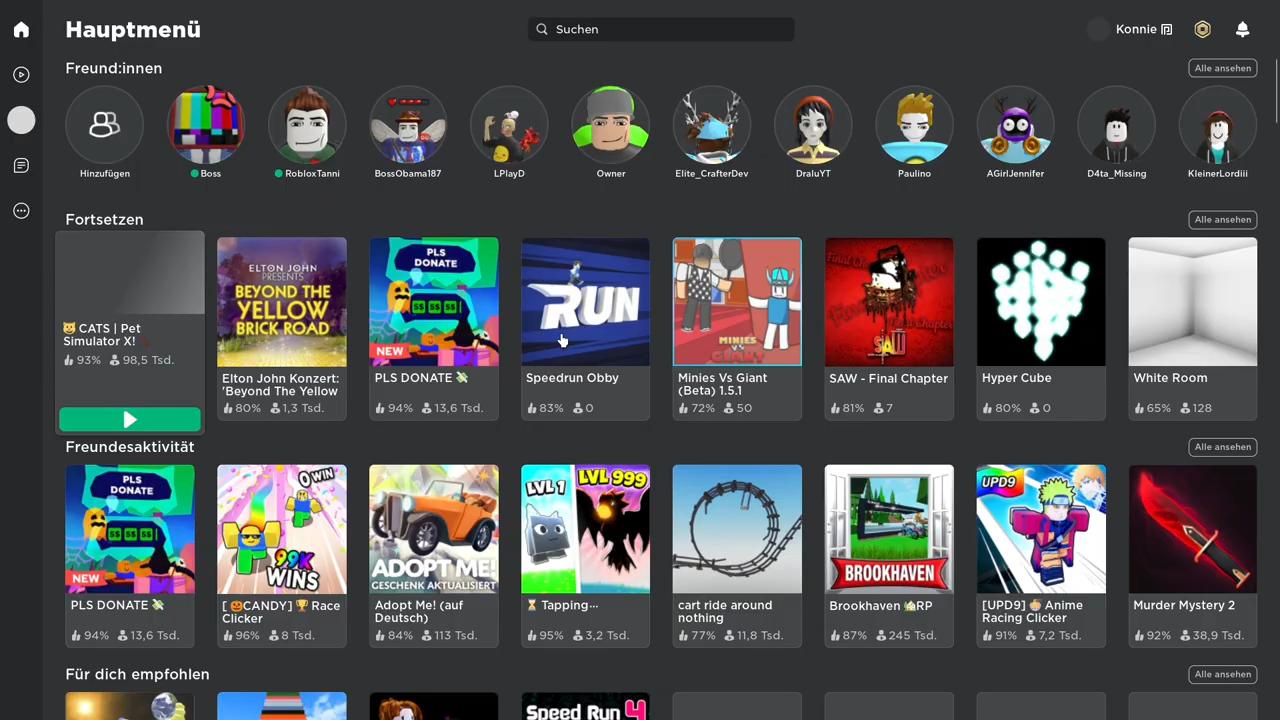 Hauptmenü
Suchen
Konnie
Freund:innen
Alle ansehen
Hinzufügen
Boss
RobloxTanni
BossObama187
LPlayD
Owner
Elite_CrafterDev
DraluYT
Paulino
AGirlJennifer
D4ta_Missing
KleinerLordiii
Fortsetzen
Alle ansehen
ELTON JOHN
PRESENTS
BEYOND THE
YELLOW
BRICK ROAD
PLS
DONATE
NEW
RUN
MINIES
VS
GIANT
SAW
😺 CATS | Pet
Simulator X!
93% 98,5 Tsd.
Elton John Konzert:
'Beyond The Yellow
80% 1,3 Tsd.
PLS DONATE 💸
94% 13,6 Tsd.
Speedrun Obby
83% 0
Minies Vs Giant
(Beta) 1.5.1
72% 50
SAW - Final Chapter
81% 7
Hyper Cube
80% 0
White Room
65% 128
Freundesaktivität
Alle ansehen
PLS
DONATE
NEW
0 WIN
99K
WINS
ADOPT ME!
GESCHENK AKTUALISIERT
LVL 1
LVL 999
BROOKHAVEN
UPD9
PLS DONATE 💸
94% 13,6 Tsd.
[ 🎃CANDY] 🏆 Race
Clicker
96% 8 Tsd.
Adopt Me! (auf
Deutsch)
84% 113 Tsd.
⏳ Tapping...
95% 3,2 Tsd.
cart ride around
nothing
77% 11,8 Tsd.
Brookhaven 🏡RP
87% 245 Tsd.
[UPD9] 👏 Anime
Racing Clicker
91% 7,2 Tsd.
Murder Mystery 2
92% 38,9 Tsd.
Für dich empfohlen
Alle ansehen
Speed Run 4